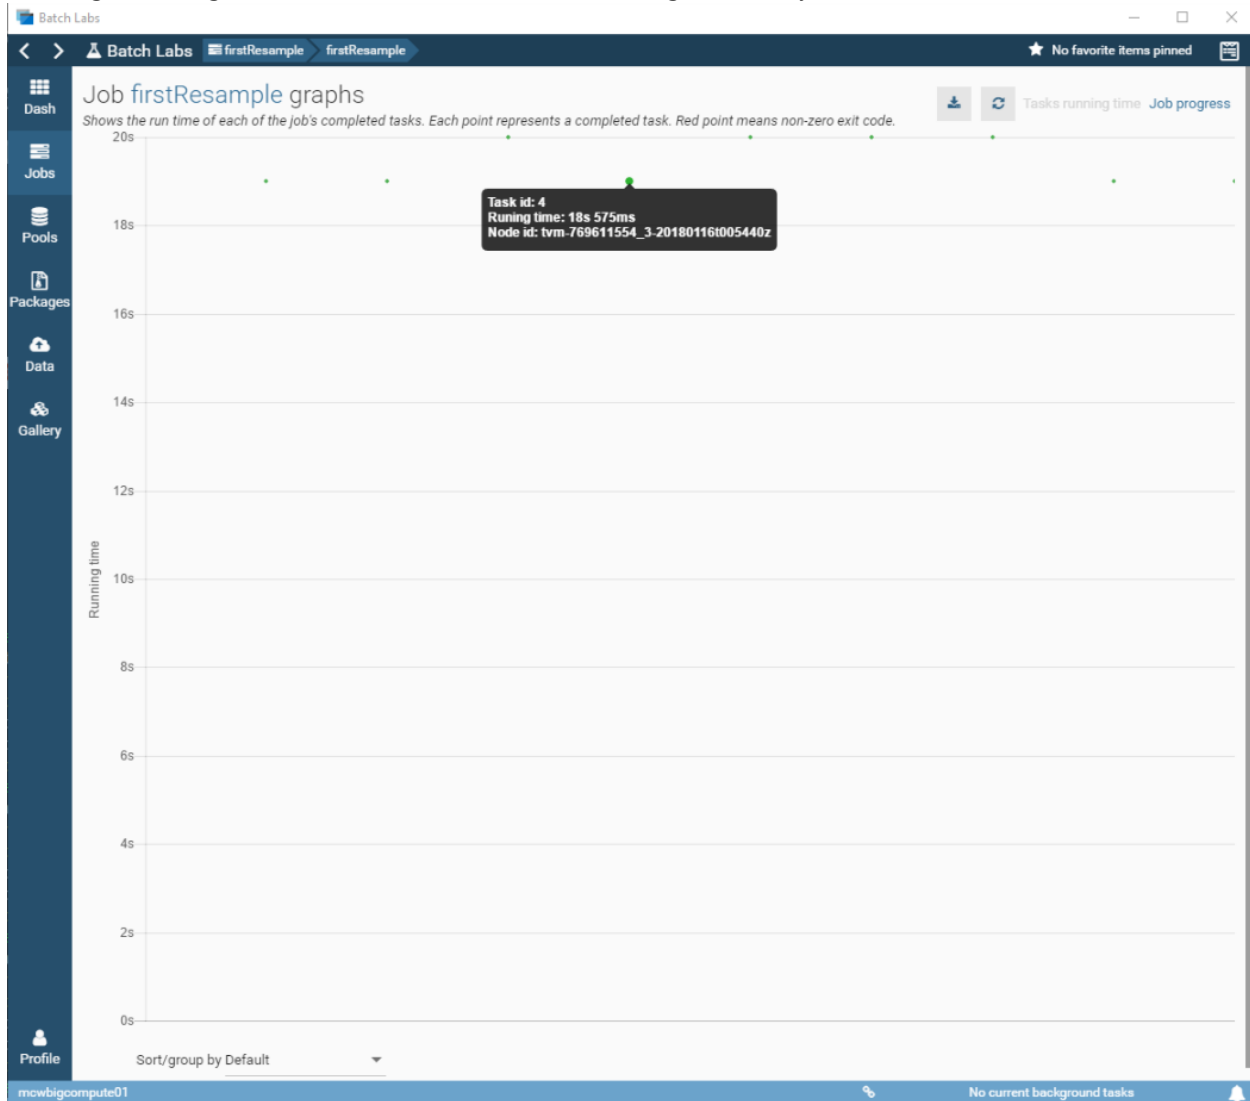 Batch Labs
Batch Labs firstResample firstResample No favorite items pinned
Dash
Jobs
Pools
Packages
Data
Gallery
Profile
Job firstResample graphs
Tasks running time Job progress
Shows the run time of each of the job's completed tasks. Each point represents a completed task. Red point means non-zero exit code.
20s
18s
16s
14s
12s
10s
8s
6s
4s
2s
0s
Running time
Task id: 4
Runing time: 18s 575ms
Node id: tvm-769611554_3-20180116t005440z
Sort/group by Default
mcwbigcompute01 No current background tasks